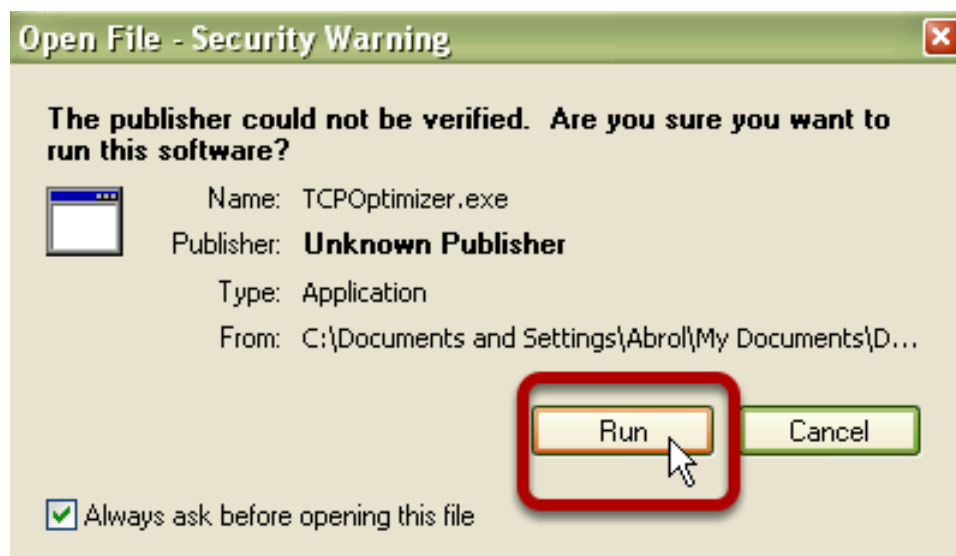 Open File - Security Warning
The publisher could not be verified. Are you sure you want to
run this software?
Name: TCPOptimizer.exe
Publisher: Unknown Publisher
Type: Application
From: C:\Documents and Settings\Abrol\My Documents\D...
Run Cancel
Always ask before opening this file